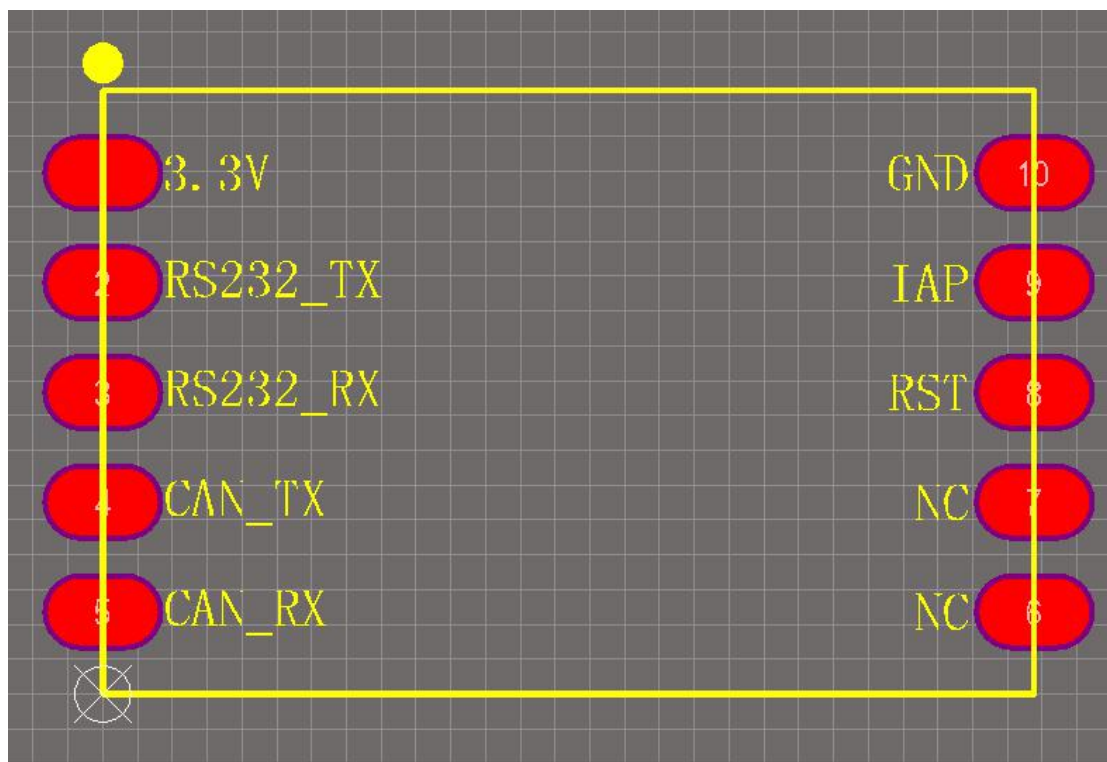 3.3V GND 10
2 RS232_TX IAP 9
3 RS232_RX RST 8
4 CAN_TX NC 7
5 CAN_RX NC 6